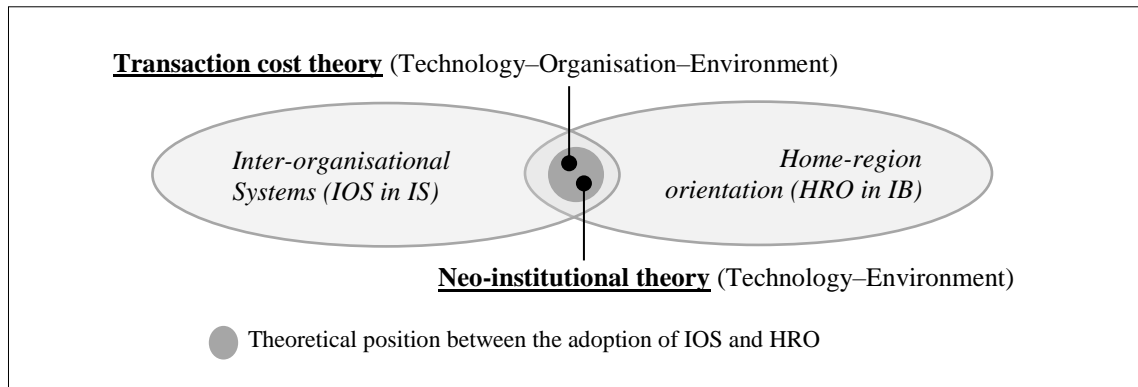 Transaction cost theory (Technology–Organisation–Environment)
Inter-organisational
Systems (IOS in IS)
Home-region
orientation (HRO in IB)
Neo-institutional theory (Technology–Environment)
Theoretical position between the adoption of IOS and HRO